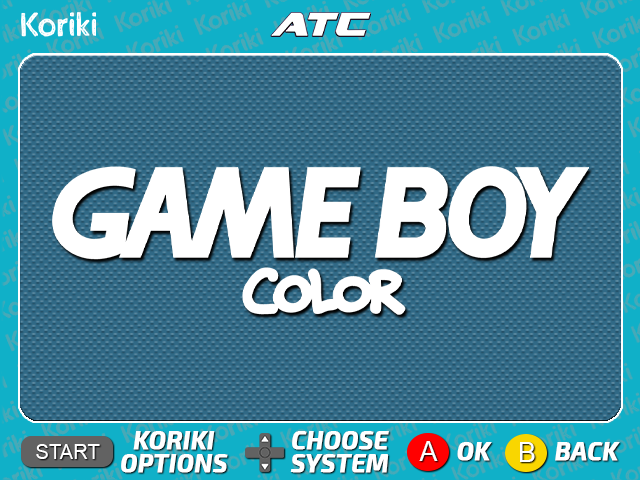 Koriki
ATC
GAME BOY
COLOR
START
KORIKI
OPTIONS
CHOOSE
SYSTEM
A
OK
B
BACK